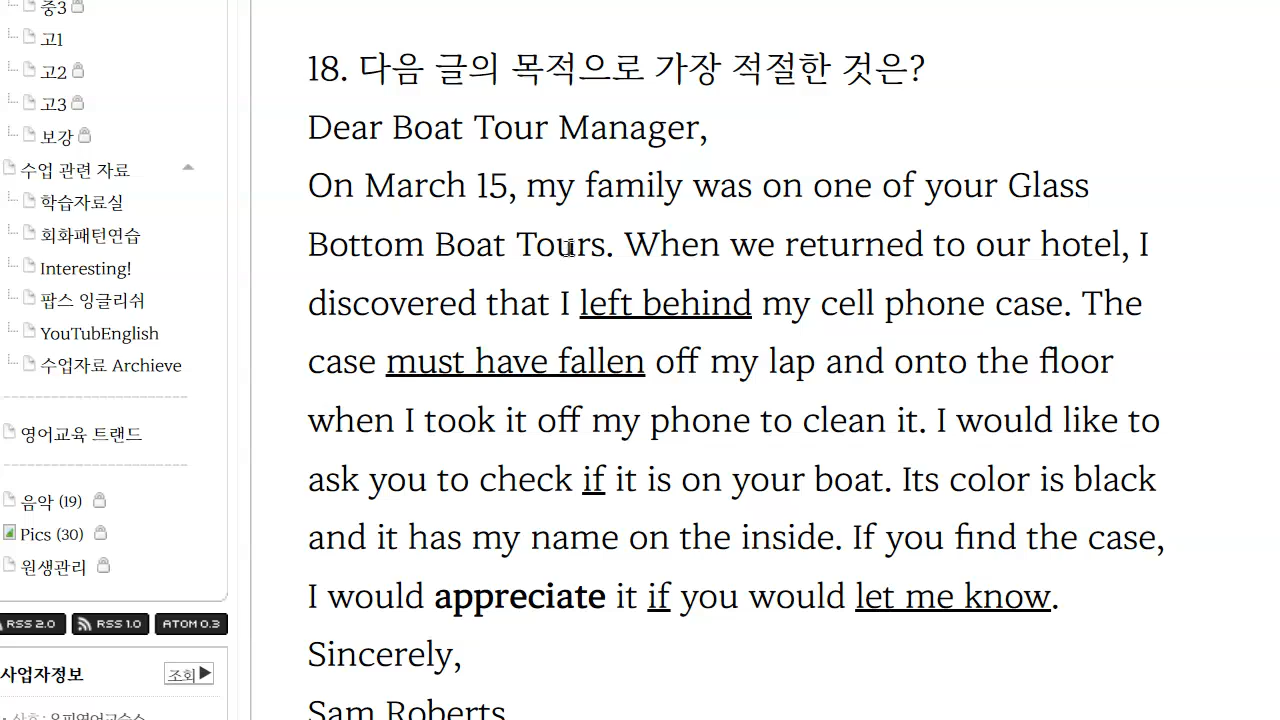 중3
고1
고2
고3
보강
수업 관련 자료
학습자료실
회화패턴연습
Interesting!
팝스 잉글리쉬
YouTubEnglish
수업자료 Archieve
영어교육 트랜드
음악 (19)
Pics (30)
원생관리
RSS 2.0 RSS 1.0 ATOM 0.3
사업자정보 조회▶
18. 다음 글의 목적으로 가장 적절한 것은?
Dear Boat Tour Manager,
On March 15, my family was on one of your Glass
Bottom Boat Tours. When we returned to our hotel, I
discovered that I left behind my cell phone case. The
case must have fallen off my lap and onto the floor
when I took it off my phone to clean it. I would like to
ask you to check if it is on your boat. Its color is black
and it has my name on the inside. If you find the case,
I would appreciate it if you would let me know.
Sincerely,
Sam Roberts